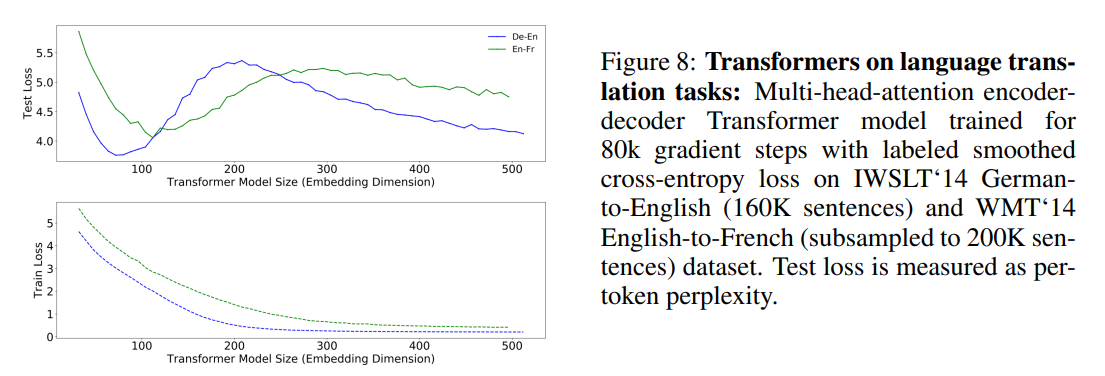 5.5
5.0
4.5
4.0
Test Loss
De-En
En-Fr
100 200 300 400 500
Transformer Model Size (Embedding Dimension)
5
4
3
2
1
0
Train Loss
100 200 300 400 500
Transformer Model Size (Embedding Dimension)
Figure 8: Transformers on language trans-
lation tasks: Multi-head-attention encoder-
decoder Transformer model trained for
80k gradient steps with labeled smoothed
cross-entropy loss on IWSLT‘14 German-
to-English (160K sentences) and WMT‘14
English-to-French (subsampled to 200K sen-
tences) dataset. Test loss is measured as per-
token perplexity.